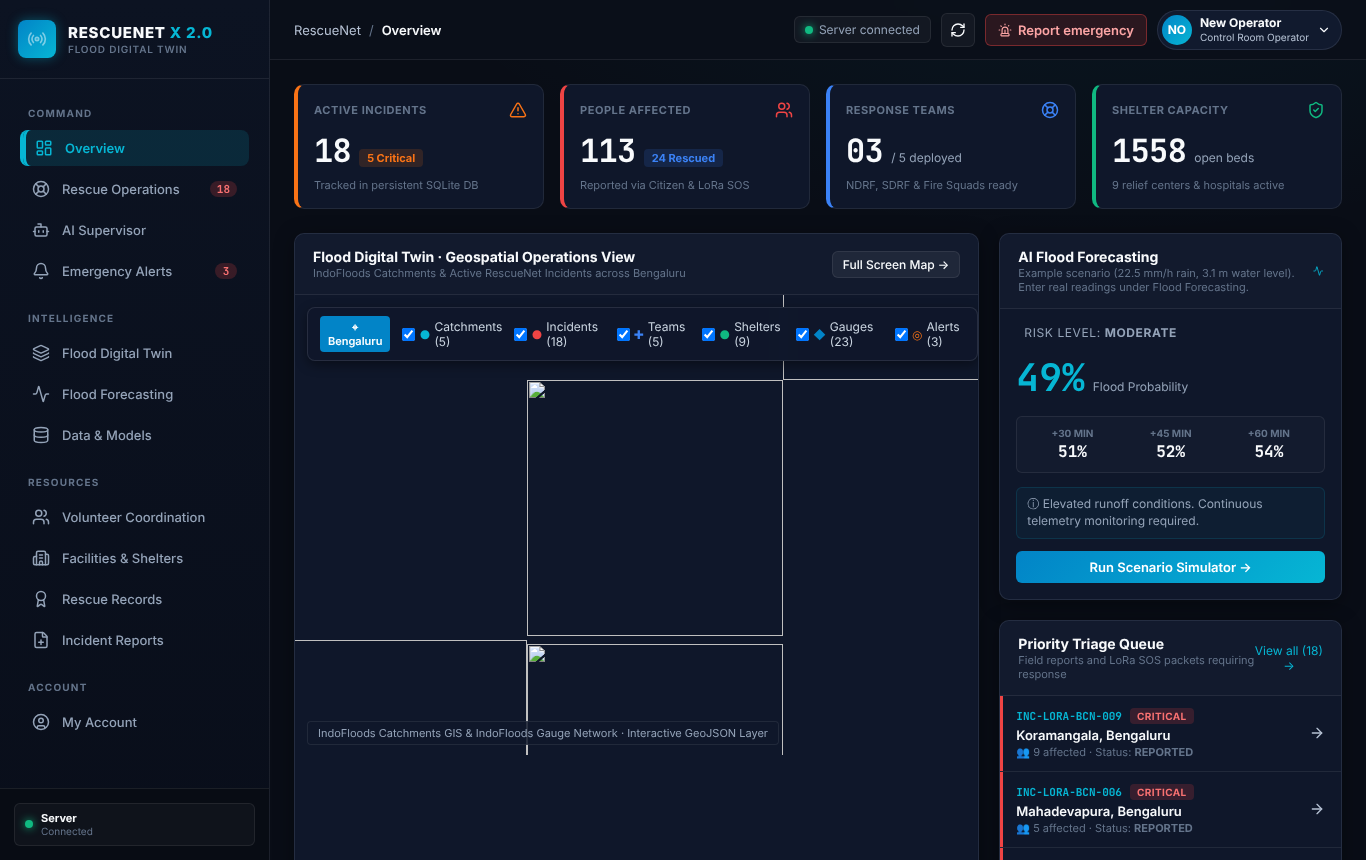 RESCUENET X 2.0
FLOOD DIGITAL TWIN
COMMAND
Overview
Rescue Operations 18
AI Supervisor
Emergency Alerts 3
INTELLIGENCE
Flood Digital Twin
Flood Forecasting
Data & Models
RESOURCES
Volunteer Coordination
Facilities & Shelters
Rescue Records
Incident Reports
ACCOUNT
My Account
Server
Connected
RescueNet / Overview
Server connected
Report emergency
NO
New Operator
Control Room Operator
ACTIVE INCIDENTS
18 5 Critical
Tracked in persistent SQLite DB
PEOPLE AFFECTED
113 24 Rescued
Reported via Citizen & LoRa SOS
RESPONSE TEAMS
03 / 5 deployed
NDRF, SDRF & Fire Squads ready
SHELTER CAPACITY
1558 open beds
9 relief centers & hospitals active
Flood Digital Twin · Geospatial Operations View
IndoFloods Catchments & Active RescueNet Incidents across Bengaluru
Full Screen Map →
⌖
Bengaluru
Catchments
(5)
Incidents
(18)
Teams
(5)
Shelters
(9)
Gauges
(23)
Alerts
(3)
IndoFloods Catchments GIS & IndoFloods Gauge Network · Interactive GeoJSON Layer
AI Flood Forecasting
Example scenario (22.5 mm/h rain, 3.1 m water level).
Enter real readings under Flood Forecasting.
RISK LEVEL: MODERATE
49% Flood Probability
+30 MIN
51%
+45 MIN
52%
+60 MIN
54%
ⓘ Elevated runoff conditions. Continuous
telemetry monitoring required.
Run Scenario Simulator →
Priority Triage Queue
Field reports and LoRa SOS packets requiring
response
View all (18)
→
INC-LORA-BCN-009 CRITICAL
Koramangala, Bengaluru
👥 9 affected · Status: REPORTED
→
INC-LORA-BCN-006 CRITICAL
Mahadevapura, Bengaluru
👥 5 affected · Status: REPORTED
→